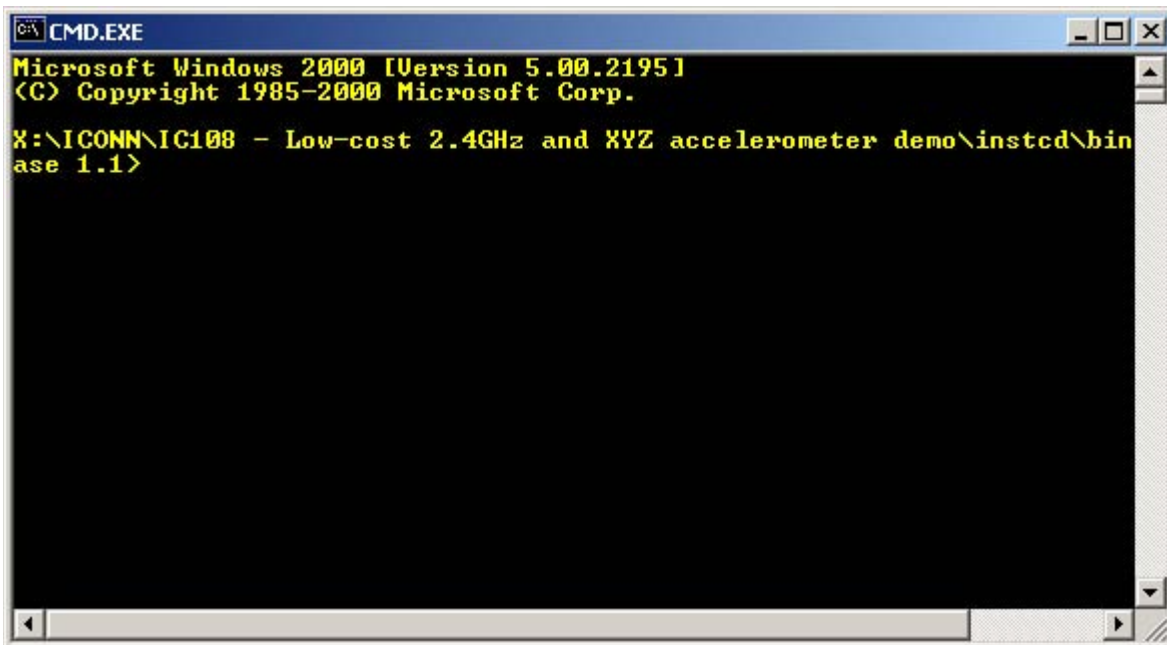 CMD.EXE
Microsoft Windows 2000 [Version 5.00.2195]
(C) Copyright 1985-2000 Microsoft Corp.
X:\ICONN\IC108 - Low-cost 2.4GHz and XYZ accelerometer demo\instcd\bin
ase 1.1>